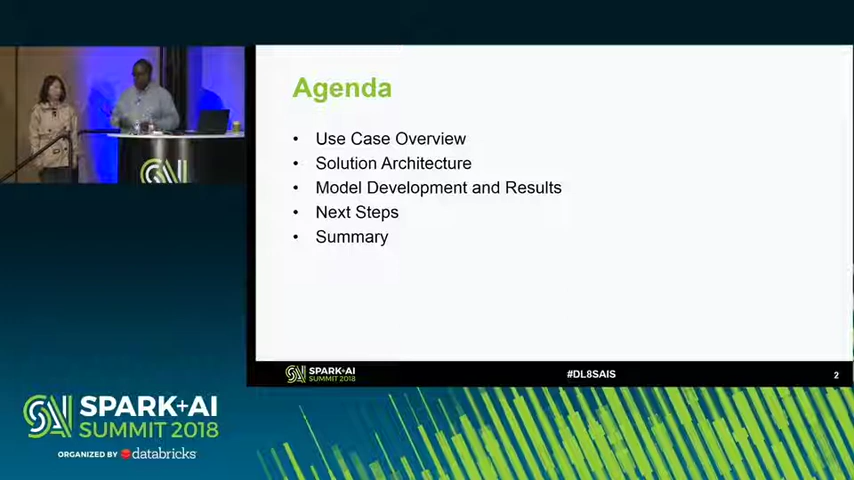 Agenda
• Use Case Overview
• Solution Architecture
• Model Development and Results
• Next Steps
• Summary
SPARK+AI
SUMMIT 2018
#DL8SAIS
2
SPARK+AI
SUMMIT 2018
ORGANIZED BY databricks